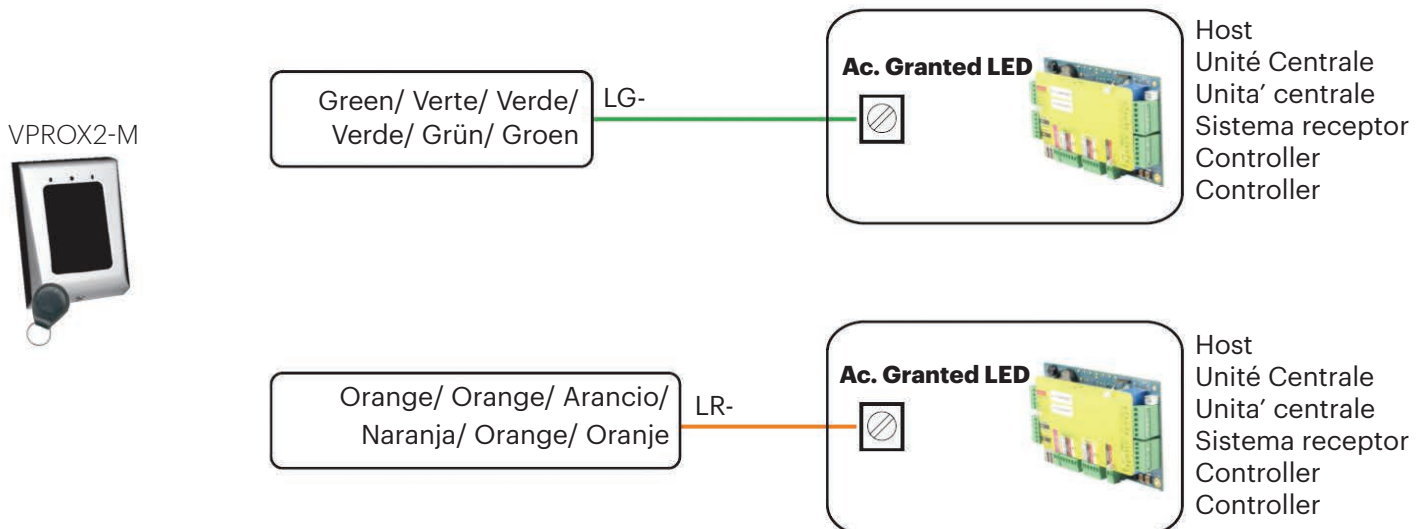 VPROX2-M
Green/ Verte/ Verde/
Verde/ Grün/ Groen
LG-
Ac. Granted LED
Host
Unité Centrale
Unita’ centrale
Sistema receptor
Controller
Controller
Orange/ Orange/ Arancio/
Naranja/ Orange/ Oranje
LR-
Ac. Granted LED
Host
Unité Centrale
Unita’ centrale
Sistema receptor
Controller
Controller